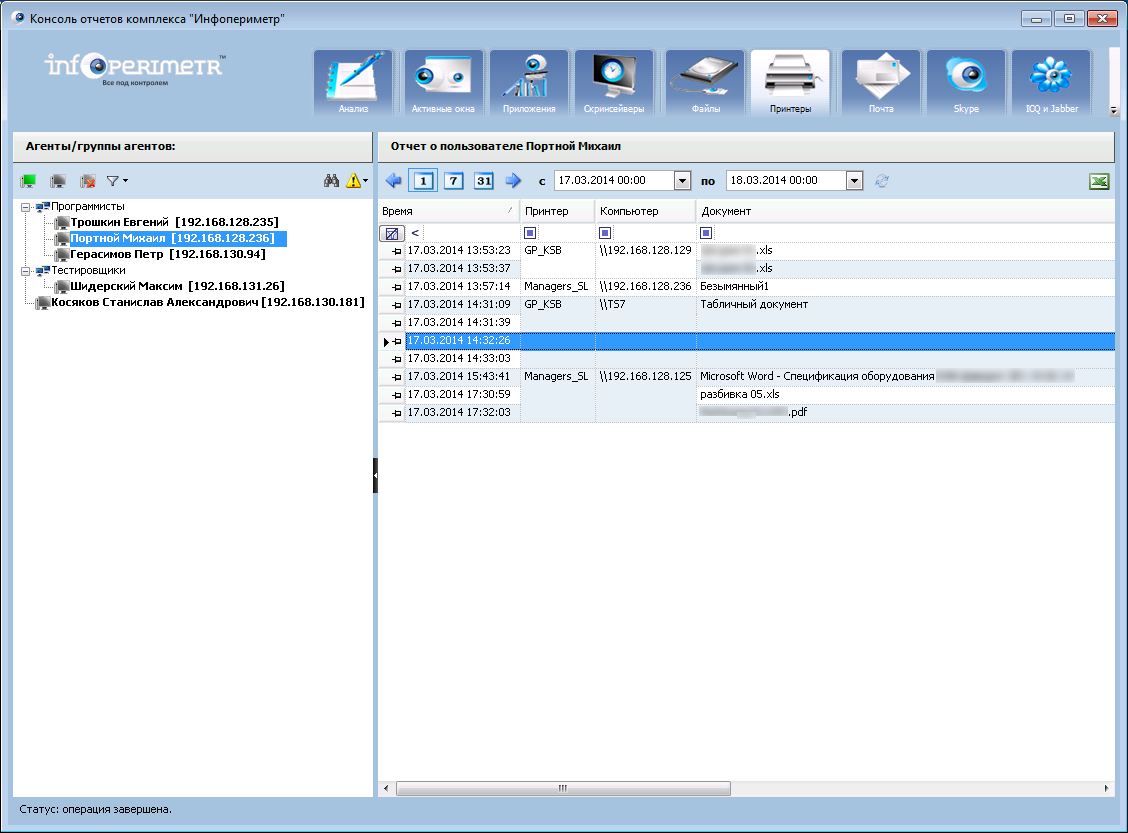 Консоль отчетов комплекса "Инфопериметр"
infOPERIMETR™
Все под контролем
Анализ
Активные окна
Приложения
Скринсейверы
Файлы
Принтеры
Почта
Skype
ICQ и Jabber
Агенты/группы агентов:
Программисты
Трошкин Евгений [192.168.128.235]
Портной Михаил [192.168.128.236]
Герасимов Петр [192.168.130.94]
Тестировщики
Шидерский Максим [192.168.131.26]
Косяков Станислав Александрович [192.168.130.181]
Отчет о пользователе Портной Михаил
1 7 31 с 17.03.2014 00:00 по 18.03.2014 00:00
Время Принтер Компьютер Документ
<
17.03.2014 13:53:23 GP_KSB \\192.168.128.129 .xls
17.03.2014 13:53:37 .xls
17.03.2014 13:57:14 Managers_SL \\192.168.128.236 Безымянный1
17.03.2014 14:31:09 GP_KSB \\TS7 Табличный документ
17.03.2014 14:31:39
17.03.2014 14:32:26
17.03.2014 14:33:03
17.03.2014 15:43:41 Managers_SL \\192.168.128.125 Microsoft Word - Спецификация оборудования
17.03.2014 17:30:59 разбивка 05.xls
17.03.2014 17:32:03 .pdf
Статус: операция завершена.